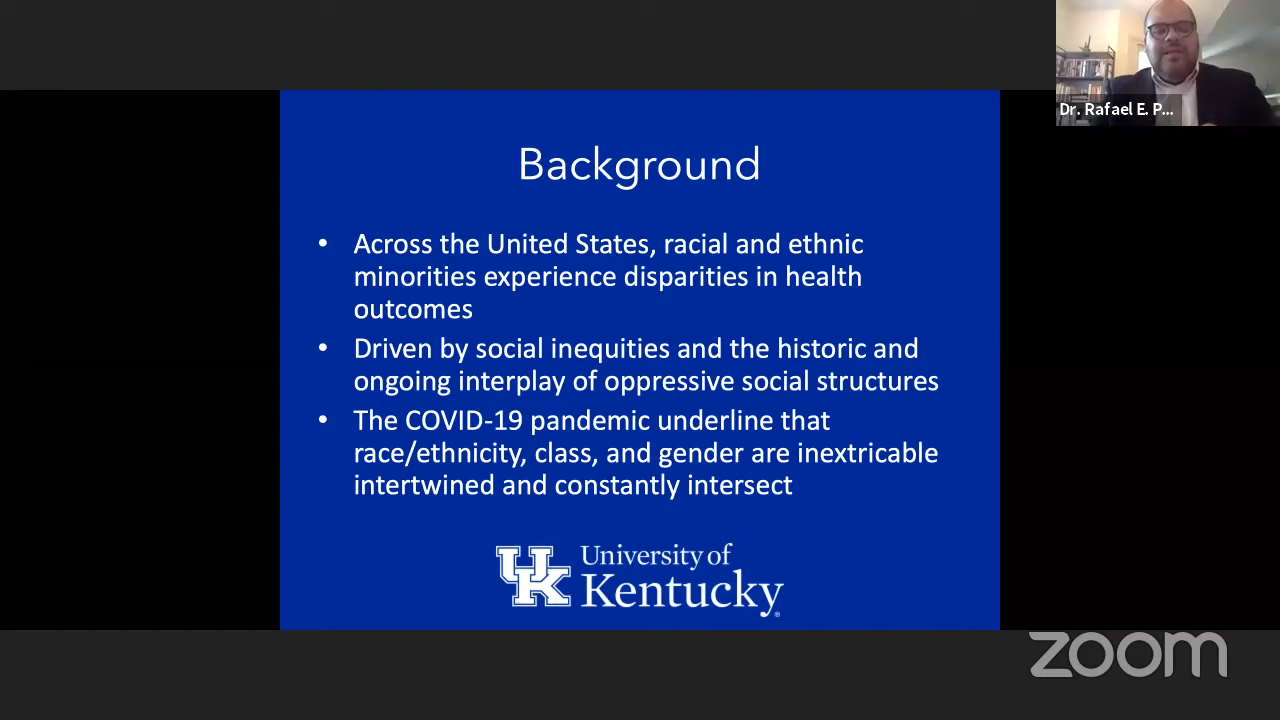 Dr. Rafael E. P...
Background
• Across the United States, racial and ethnic
minorities experience disparities in health
outcomes
• Driven by social inequities and the historic and
ongoing interplay of oppressive social structures
• The COVID-19 pandemic underline that
race/ethnicity, class, and gender are inextricable
intertwined and constantly intersect
UK
University of
Kentucky®
zoom